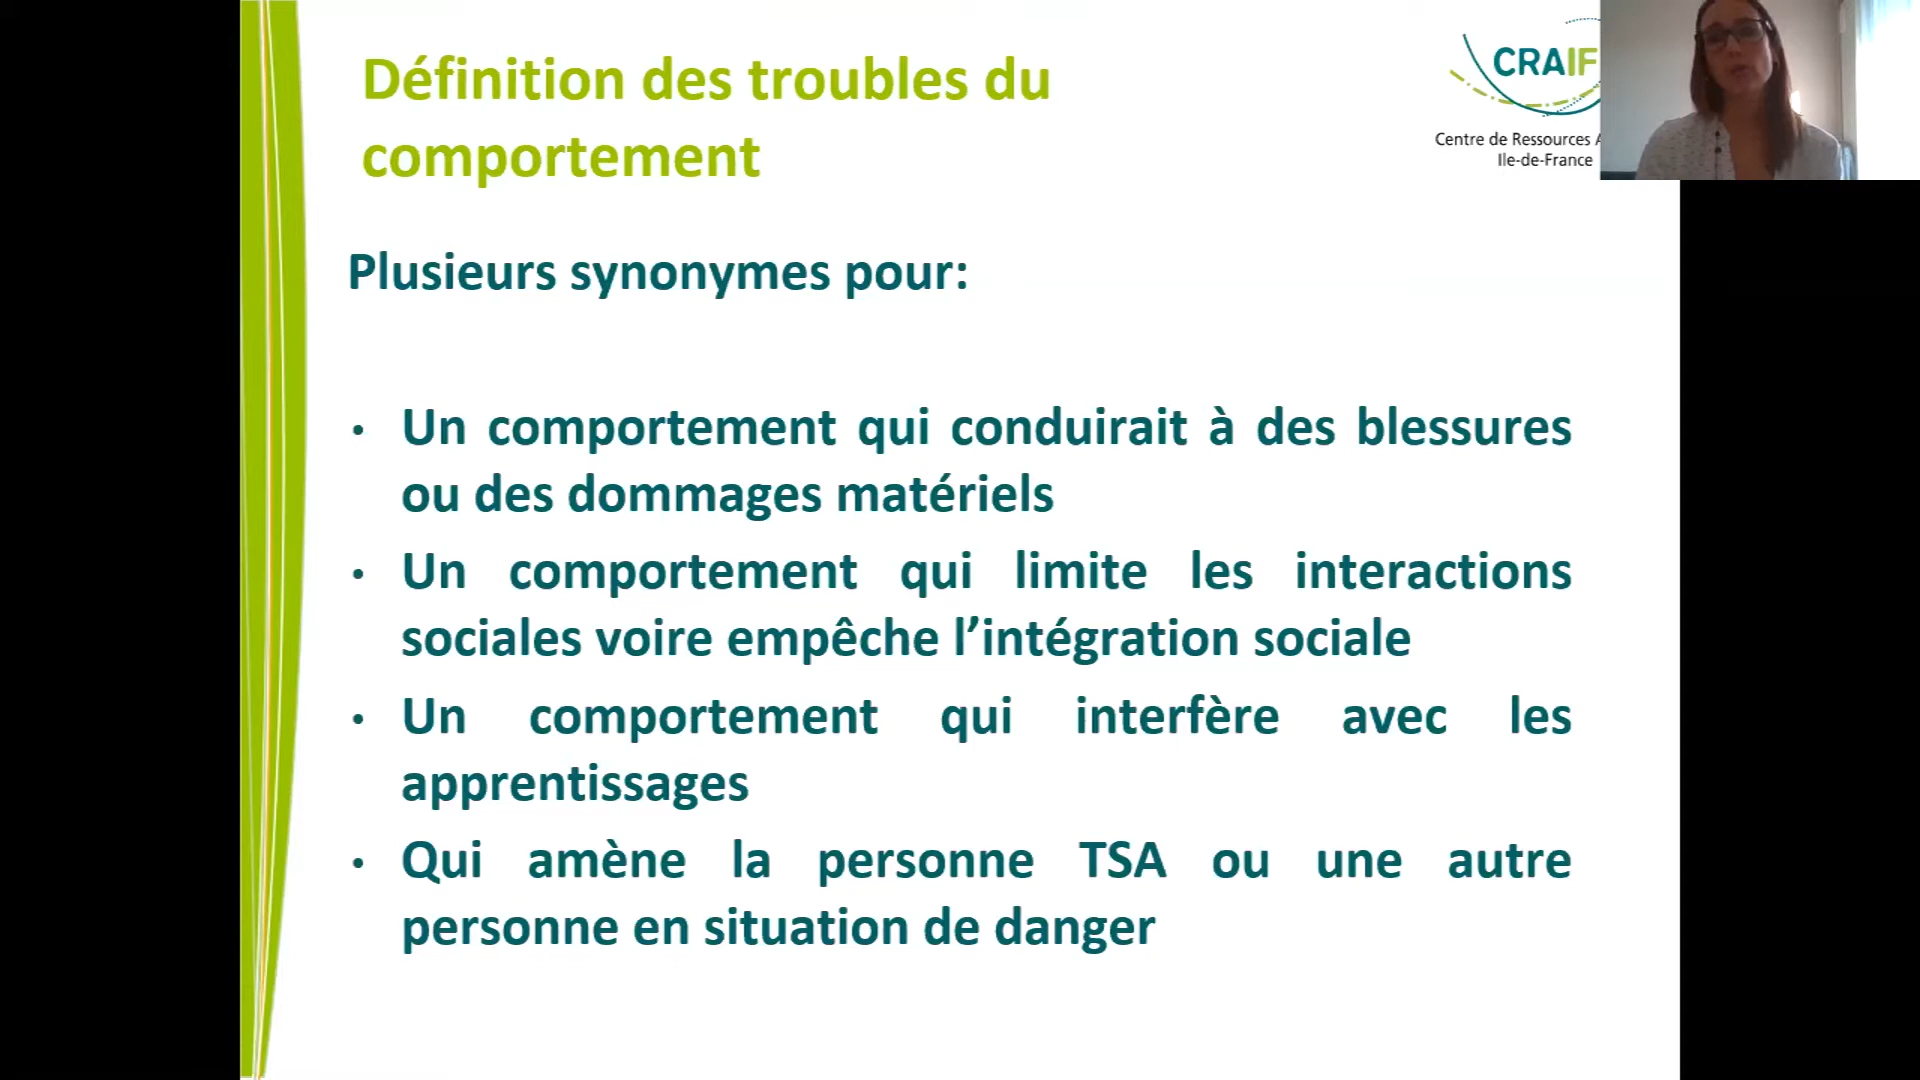 Définition des troubles du
comportement
CRAIF
Centre de Ressources
Ile-de-France
Plusieurs synonymes pour:
• Un comportement qui conduirait à des blessures
ou des dommages matériels
• Un comportement qui limite les interactions
sociales voire empêche l’intégration sociale
• Un comportement qui interfère avec les
apprentissages
• Qui amène la personne TSA ou une autre
personne en situation de danger